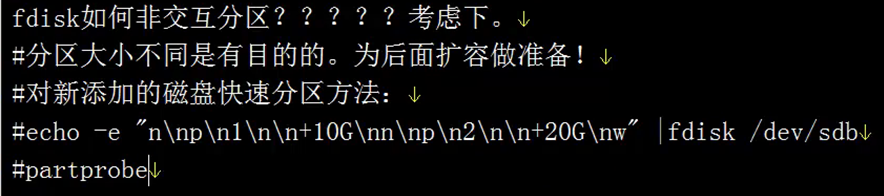 fdisk如何非交互分区？？？？？考虑下。↓
#分区大小不同是有目的的。为后面扩容做准备！↓
#对新添加的磁盘快速分区方法：↓
#echo -e "n\np\n1\n\n+10G\nn\np\n2\n\n+20G\nw" |fdisk /dev/sdb↓
#partprobe↓